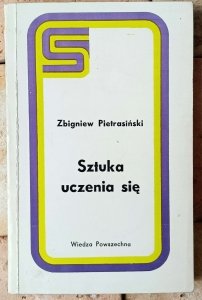 Zbigniew Pietrasiński
Sztuka
uczenia się
Wiedza Powszechna